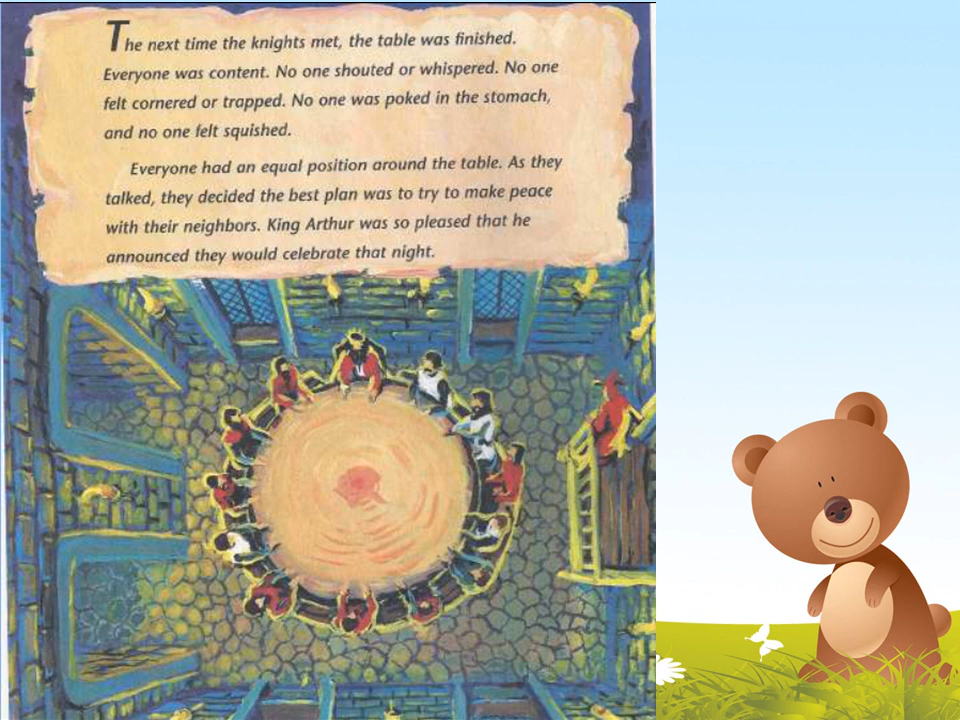 The next time the knights met, the table was finished.
Everyone was content. No one shouted or whispered. No one
felt cornered or trapped. No one was poked in the stomach,
and no one felt squished.
Everyone had an equal position around the table. As they
talked, they decided the best plan was to try to make peace
with their neighbors. King Arthur was so pleased that he
announced they would celebrate that night.